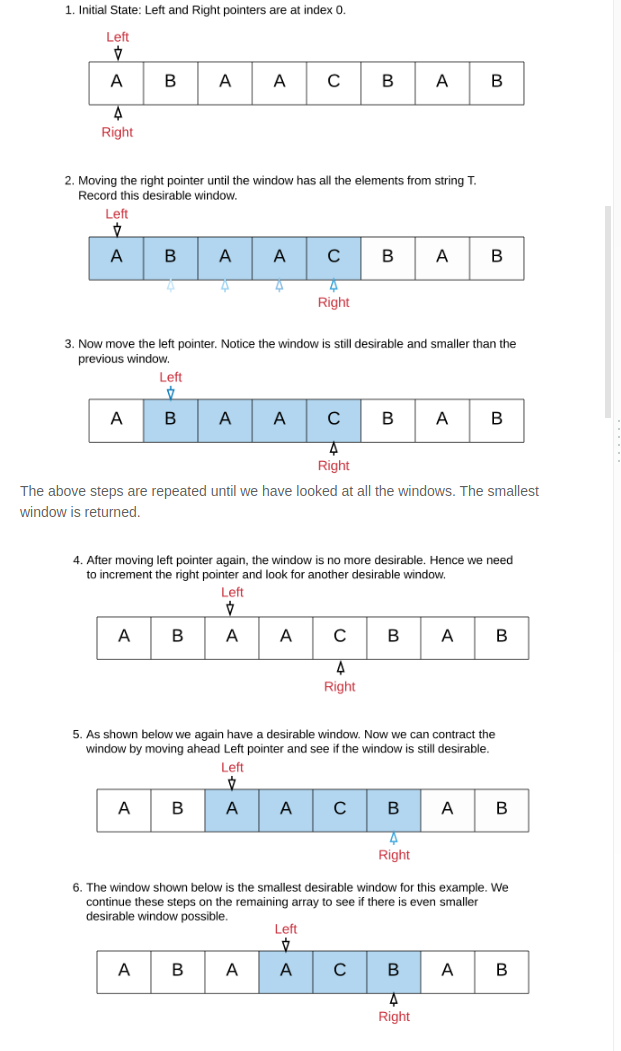 1. Initial State: Left and Right pointers are at index 0.
Left
A B A A C B A B
Right
2. Moving the right pointer until the window has all the elements from string T.
Record this desirable window.
Left
A B A A C B A B
Right
3. Now move the left pointer. Notice the window is still desirable and smaller than the
previous window.
Left
A B A A C B A B
Right
The above steps are repeated until we have looked at all the windows. The smallest
window is returned.
4. After moving left pointer again, the window is no more desirable. Hence we need
to increment the right pointer and look for another desirable window.
Left
A B A A C B A B
Right
5. As shown below we again have a desirable window. Now we can contract the
window by moving ahead Left pointer and see if the window is still desirable.
Left
A B A A C B A B
Right
6. The window shown below is the smallest desirable window for this example. We
continue these steps on the remaining array to see if there is even smaller
desirable window possible.
Left
A B A A C B A B
Right